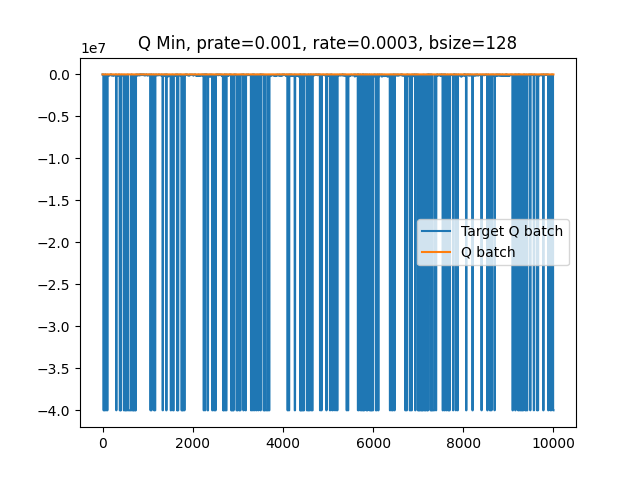 Q Min, prate=0.001, rate=0.0003, bsize=128
1e7
0.0
−0.5
−1.0
−1.5
−2.0
−2.5
−3.0
−3.5
−4.0
Target Q batch
Q batch
0 2000 4000 6000 8000 10000